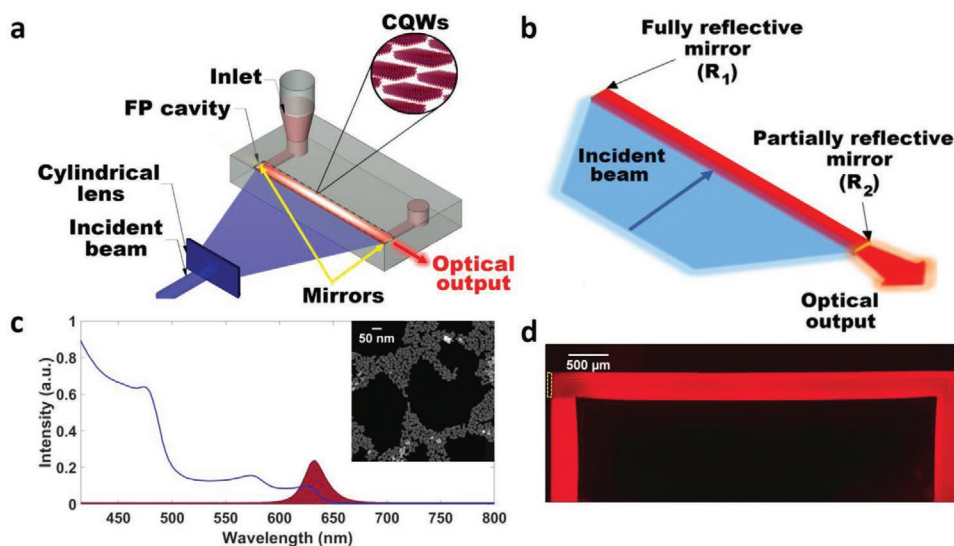 a
CQWs
Inlet
FP cavity
Cylindrical
lens
Incident
beam
Mirrors
Optical
output
b
Fully reflective
mirror
(R1)
Partially reflective
mirror
(R2)
Incident
beam
Optical
output
c
1
0.8
0.6
0.4
0.2
0
Intensity (a.u.)
450 500 550 600 650 700 750 800
Wavelength (nm)
50 nm
d
500 µm